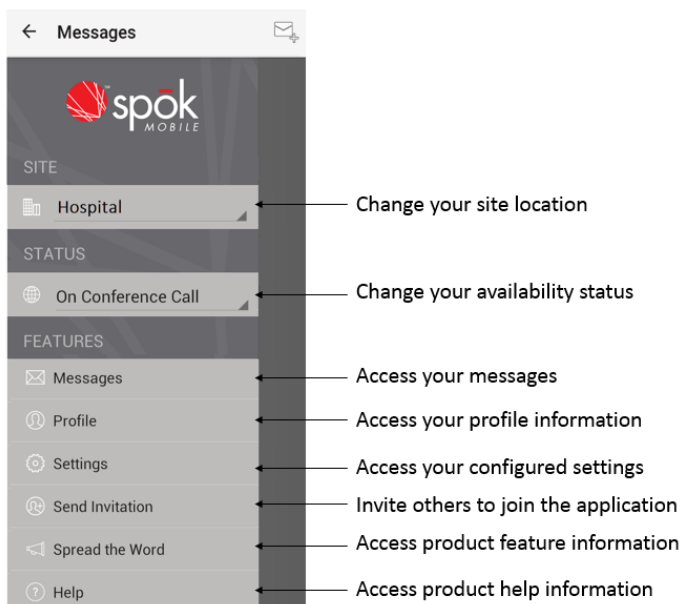 ← Messages
spōk
MOBILE
SITE
Hospital
Change your site location
STATUS
On Conference Call
Change your availability status
FEATURES
Messages
Access your messages
Profile
Access your profile information
Settings
Access your configured settings
Send Invitation
Invite others to join the application
Spread the Word
Access product feature information
Help
Access product help information